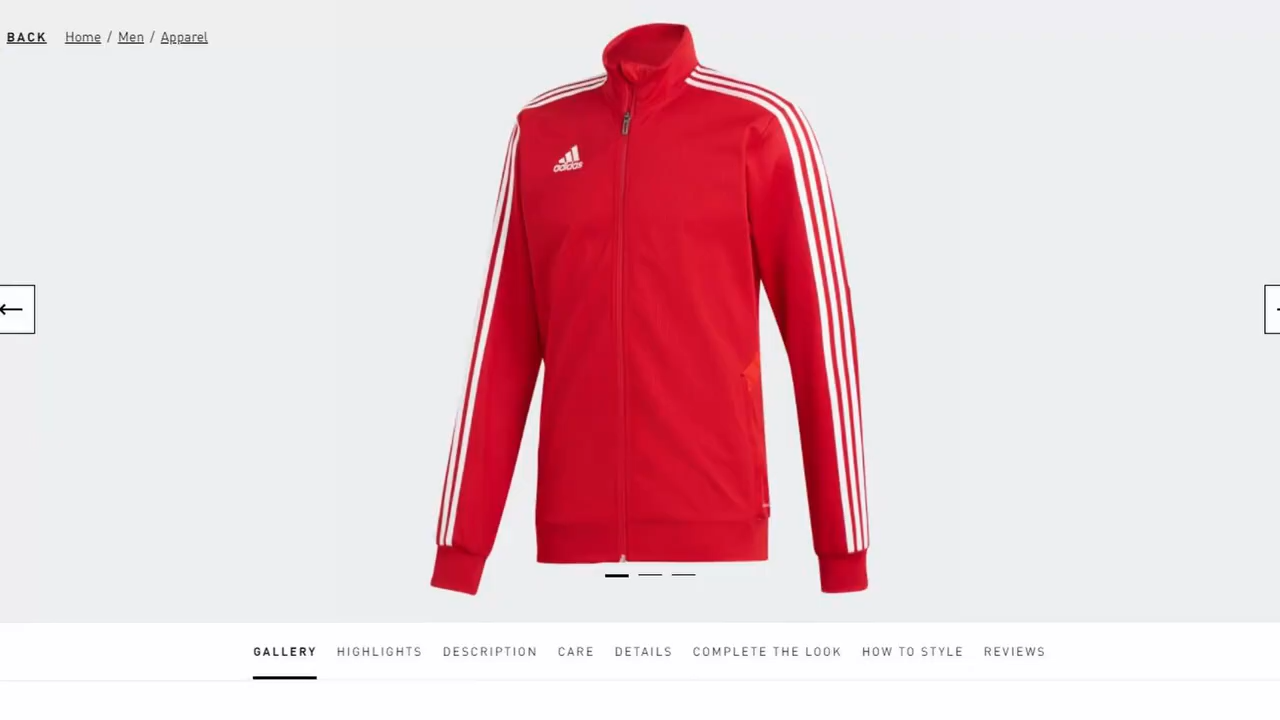 BACK Home / Men / Apparel
adidas
GALLERY HIGHLIGHTS DESCRIPTION CARE DETAILS COMPLETE THE LOOK HOW TO STYLE REVIEWS